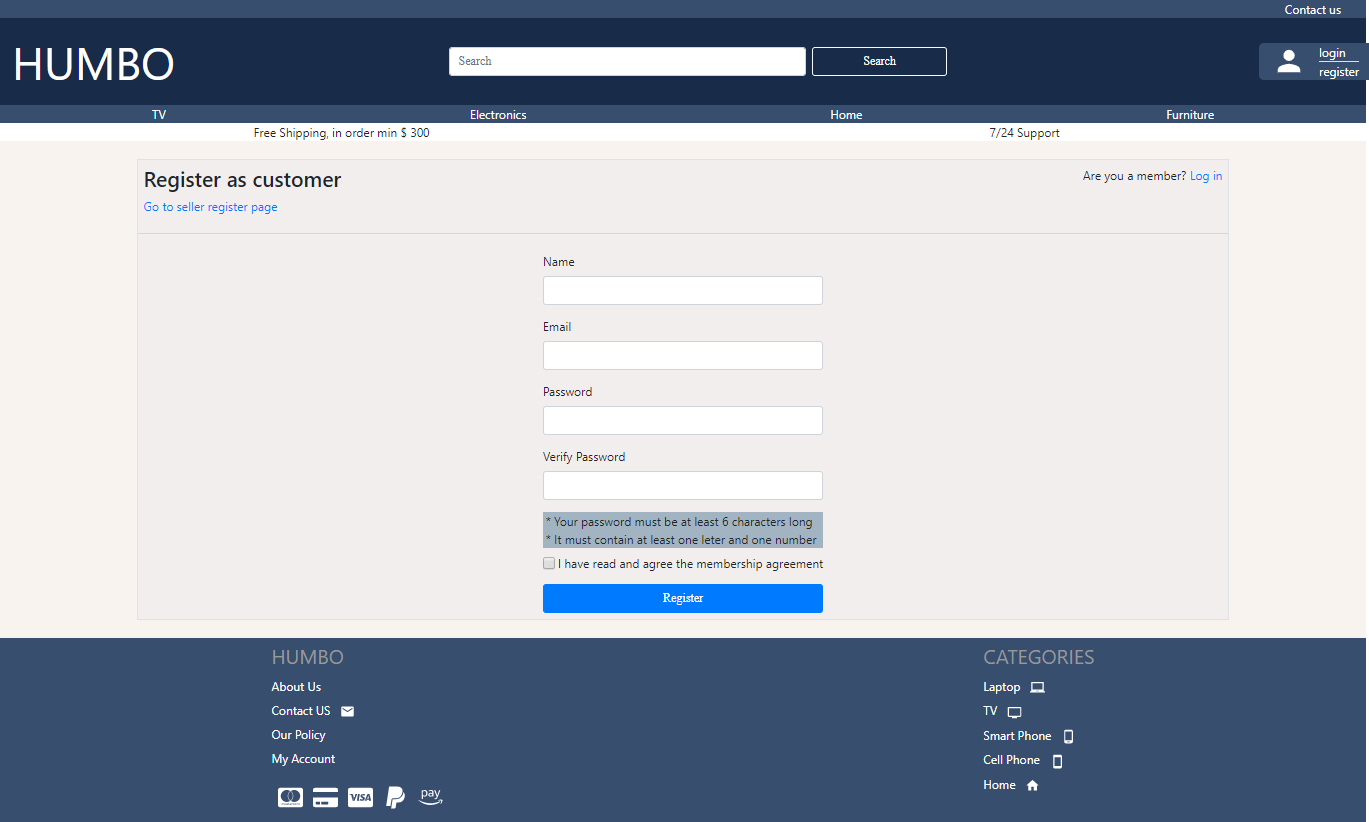 Contact us
HUMBO
Search
Search
login
register
TV
Electronics
Home
Furniture
Free Shipping, in order min $ 300
7/24 Support
Register as customer
Are you a member? Log in
Go to seller register page
Name
Email
Password
Verify Password
* Your password must be at least 6 characters long
* It must contain at least one leter and one number
I have read and agree the membership agreement
Register
HUMBO
About Us
Contact US
Our Policy
My Account
VISA
pay
CATEGORIES
Laptop
TV
Smart Phone
Cell Phone
Home